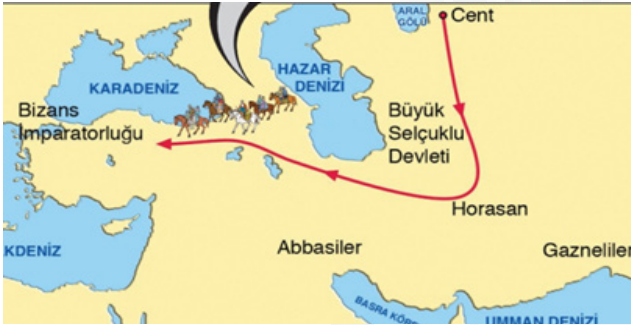 ARAL
GÖLÜ
Cent
HAZAR
DENİZİ
KARADENİZ
Bizans
İmparatorluğu
Büyük
Selçuklu
Devleti
Horasan
Abbasiler
Gazneliler
KDENİZ
BASRA KÖRF
UMMAN DENİZİ